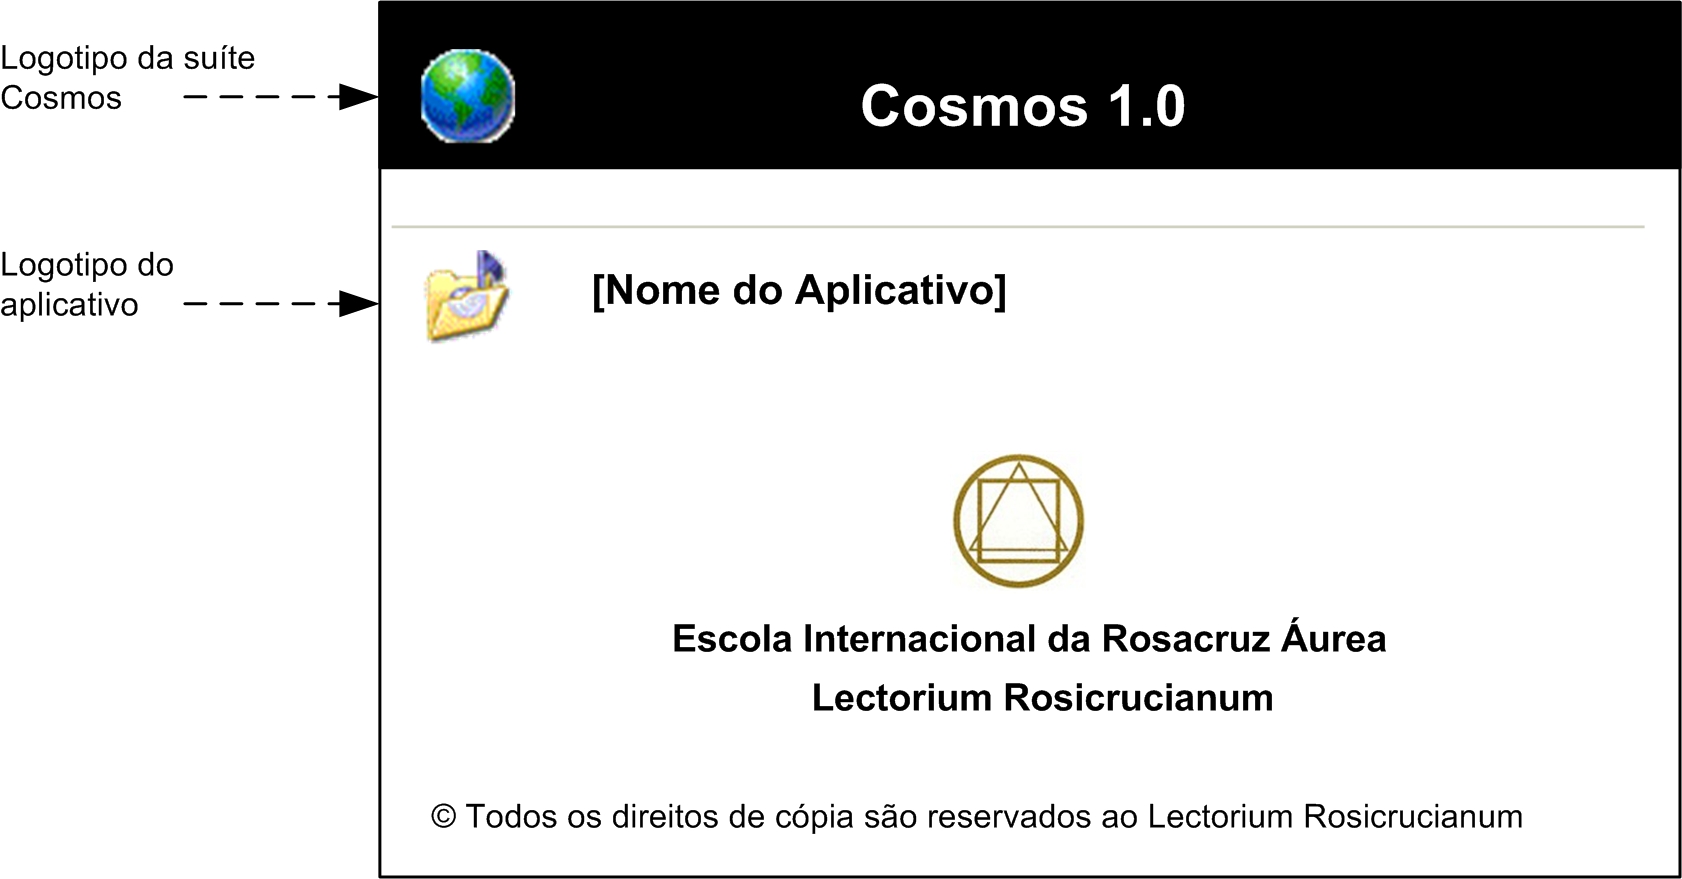 Logotipo da suíte
Cosmos
Cosmos 1.0
Logotipo do
aplicativo
[Nome do Aplicativo]
Escola Internacional da Rosacruz Áurea
Lectorium Rosicrucianum
© Todos os direitos de cópia são reservados ao Lectorium Rosicrucianum